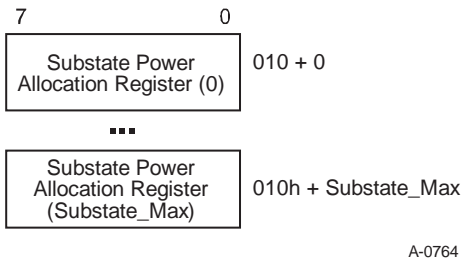 7 0
Substate Power
Allocation Register (0)
010 + 0
...
Substate Power
Allocation Register
(Substate_Max)
010h + Substate_Max
A-0764